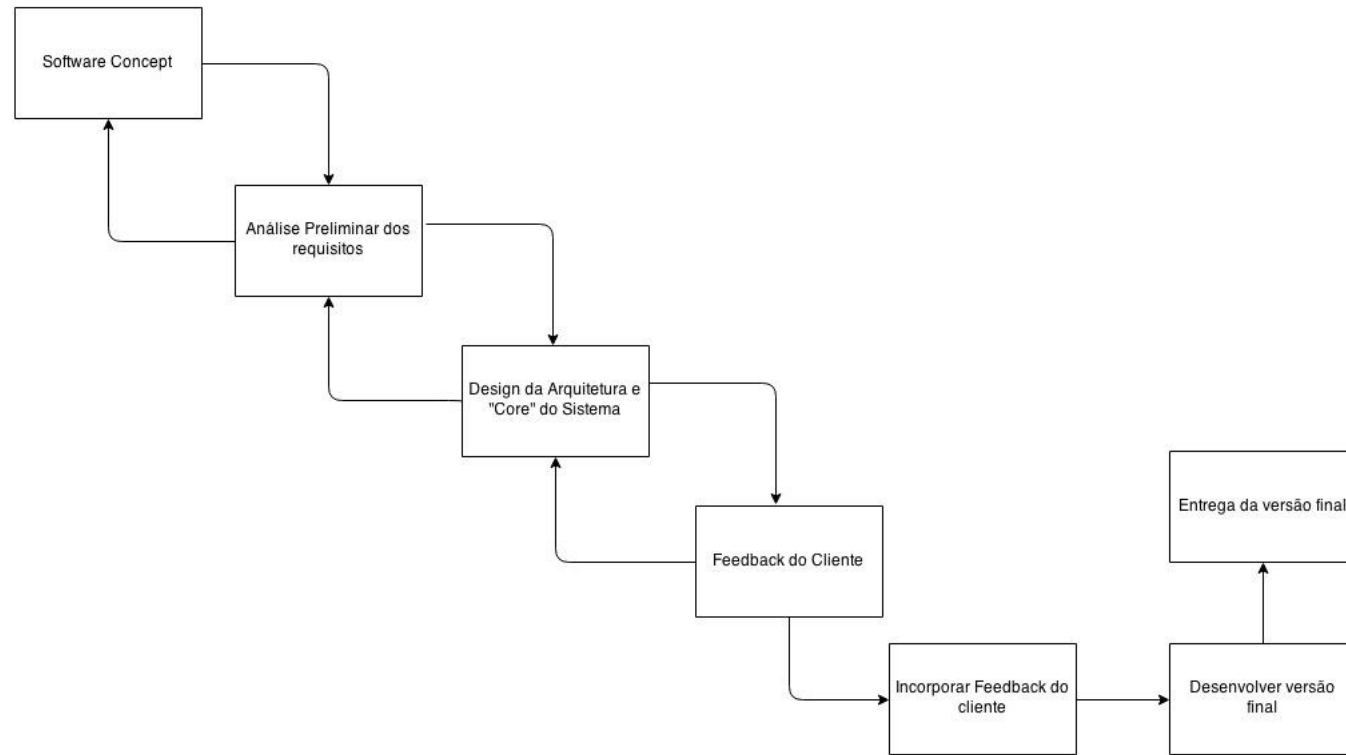 Software Concept
Análise Preliminar dos
requisitos
Design da Arquitetura e
"Core" do Sistema
Feedback do Cliente
Entrega da versão final
Incorporar Feedback do
cliente
Desenvolver versão
final